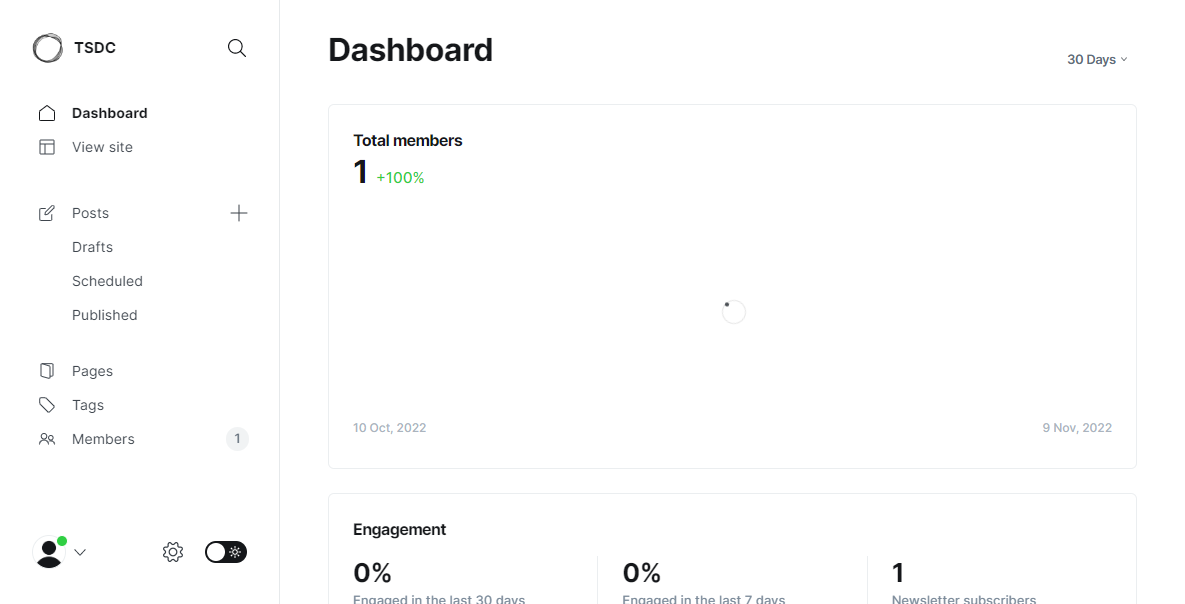 TSDC
Dashboard
View site
Posts
Drafts
Scheduled
Published
Pages
Tags
Members 1
Dashboard
30 Days
Total members
1 +100%
10 Oct, 2022 9 Nov, 2022
Engagement
0% 0% 1
Engaged in the last 30 days Engaged in the last 7 days Newsletter subscribers